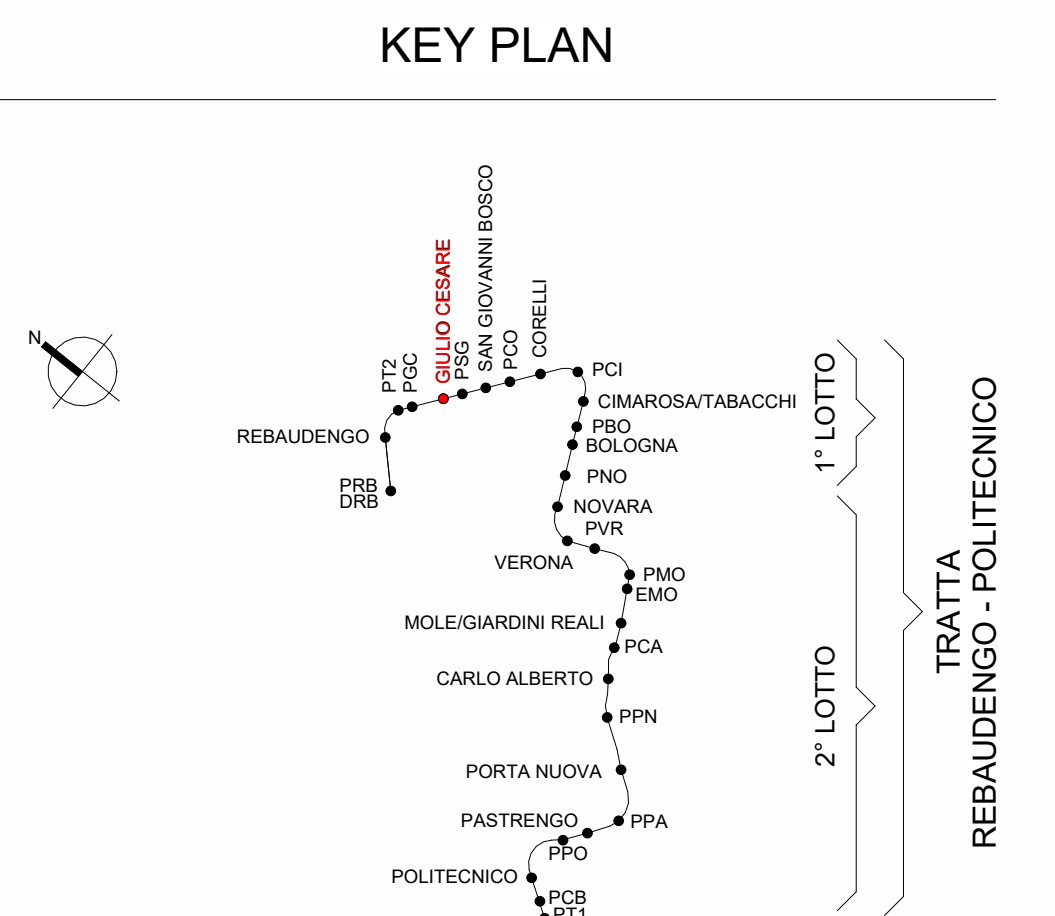 KEY PLAN
N
PT2
PGC
GIULIO CESARE
PSG
SAN GIOVANNI BOSCO
PCO
CORELLI
PCI
CIMAROSA/TABACCHI
REBAUDENGO
PBO
BOLOGNA
PRB
DRB
PNO
NOVARA
PVR
VERONA
PMO
EMO
MOLE/GIARDINI REALI
PCA
CARLO ALBERTO
PPN
PORTA NUOVA
PASTRENGO
PPA
PPO
POLITECNICO
PCB
PT1
1° LOTTO
2° LOTTO
TRATTA
REBAUDENGO - POLITECNICO